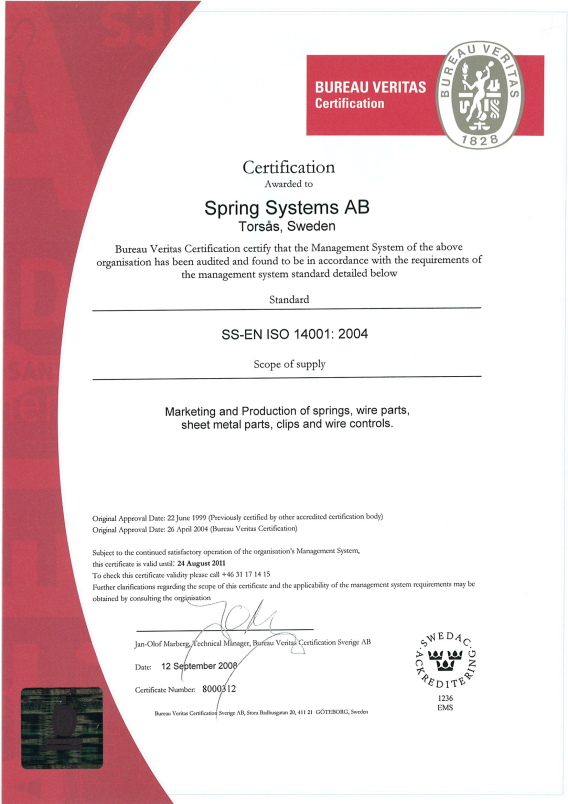 BUREAU VERITAS
Certification
BUREAU VERITAS
1828
Certification
Awarded to
Spring Systems AB
Torsås, Sweden
Bureau Veritas Certification certify that the Management System of the above
organisation has been audited and found to be in accordance with the requirements of
the management system standard detailed below
Standard
SS-EN ISO 14001: 2004
Scope of supply
Marketing and Production of springs, wire parts,
sheet metal parts, clips and wire controls.
Original Approval Date: 22 June 1999 (Previously certified by other accredited certification body)
Original Approval Date: 26 April 2004 (Bureau Veritas Certification)
Subject to the continued satisfactory operation of the organisation's Management System,
this certificate is valid until: 24 August 2011
To check this certificate validity please call +46 31 17 14 15
Further clarifications regarding the scope of this certificate and the applicability of the management system requirements may be
obtained by consulting the organisation
Jan-Olof Marberg, Technical Manager, Bureau Veritas Certification Sverige AB
Date: 12 September 2008
Certificate Number: 8000312
Bureau Veritas Certification Sverige AB, Stora Badhusgatan 20, 411 21 GÖTEBORG, Sweden
SWEDAC
ACKREDITERING
1236
EMS